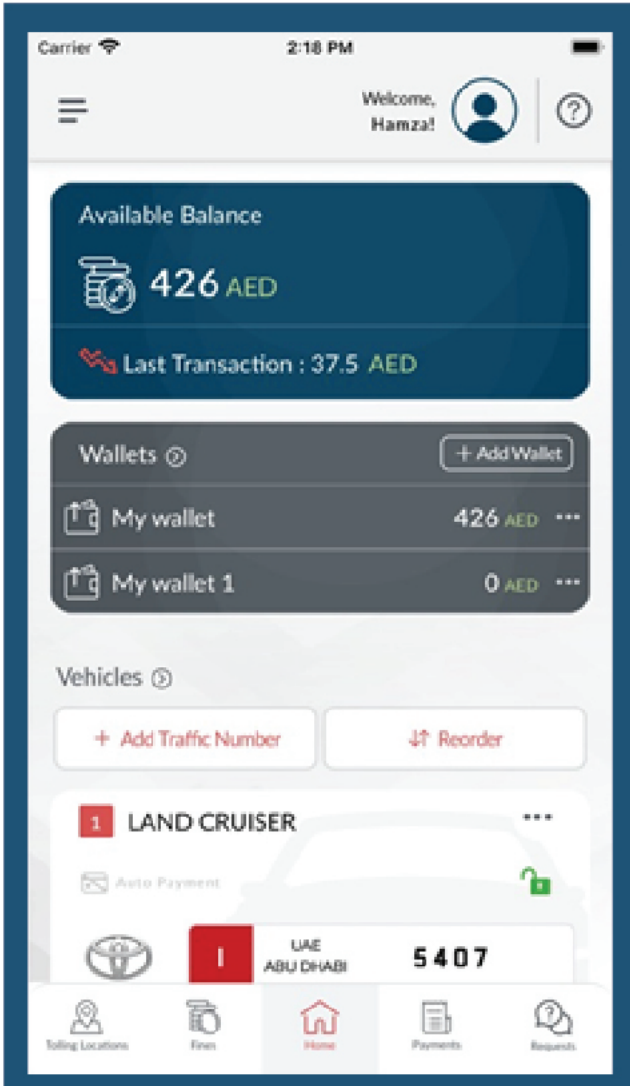 Carrier 2:18 PM
Welcome,
Hamza!
?
Available Balance
426 AED
Last Transaction : 37.5 AED
Wallets + Add Wallet
My wallet 426 AED ···
My wallet 1 0 AED ···
Vehicles
+ Add Traffic Number Reorder
1 LAND CRUISER ···
Auto Payment
1 UAE ABU DHABI 5407
Tolling Locations Fines Home Payments Requests